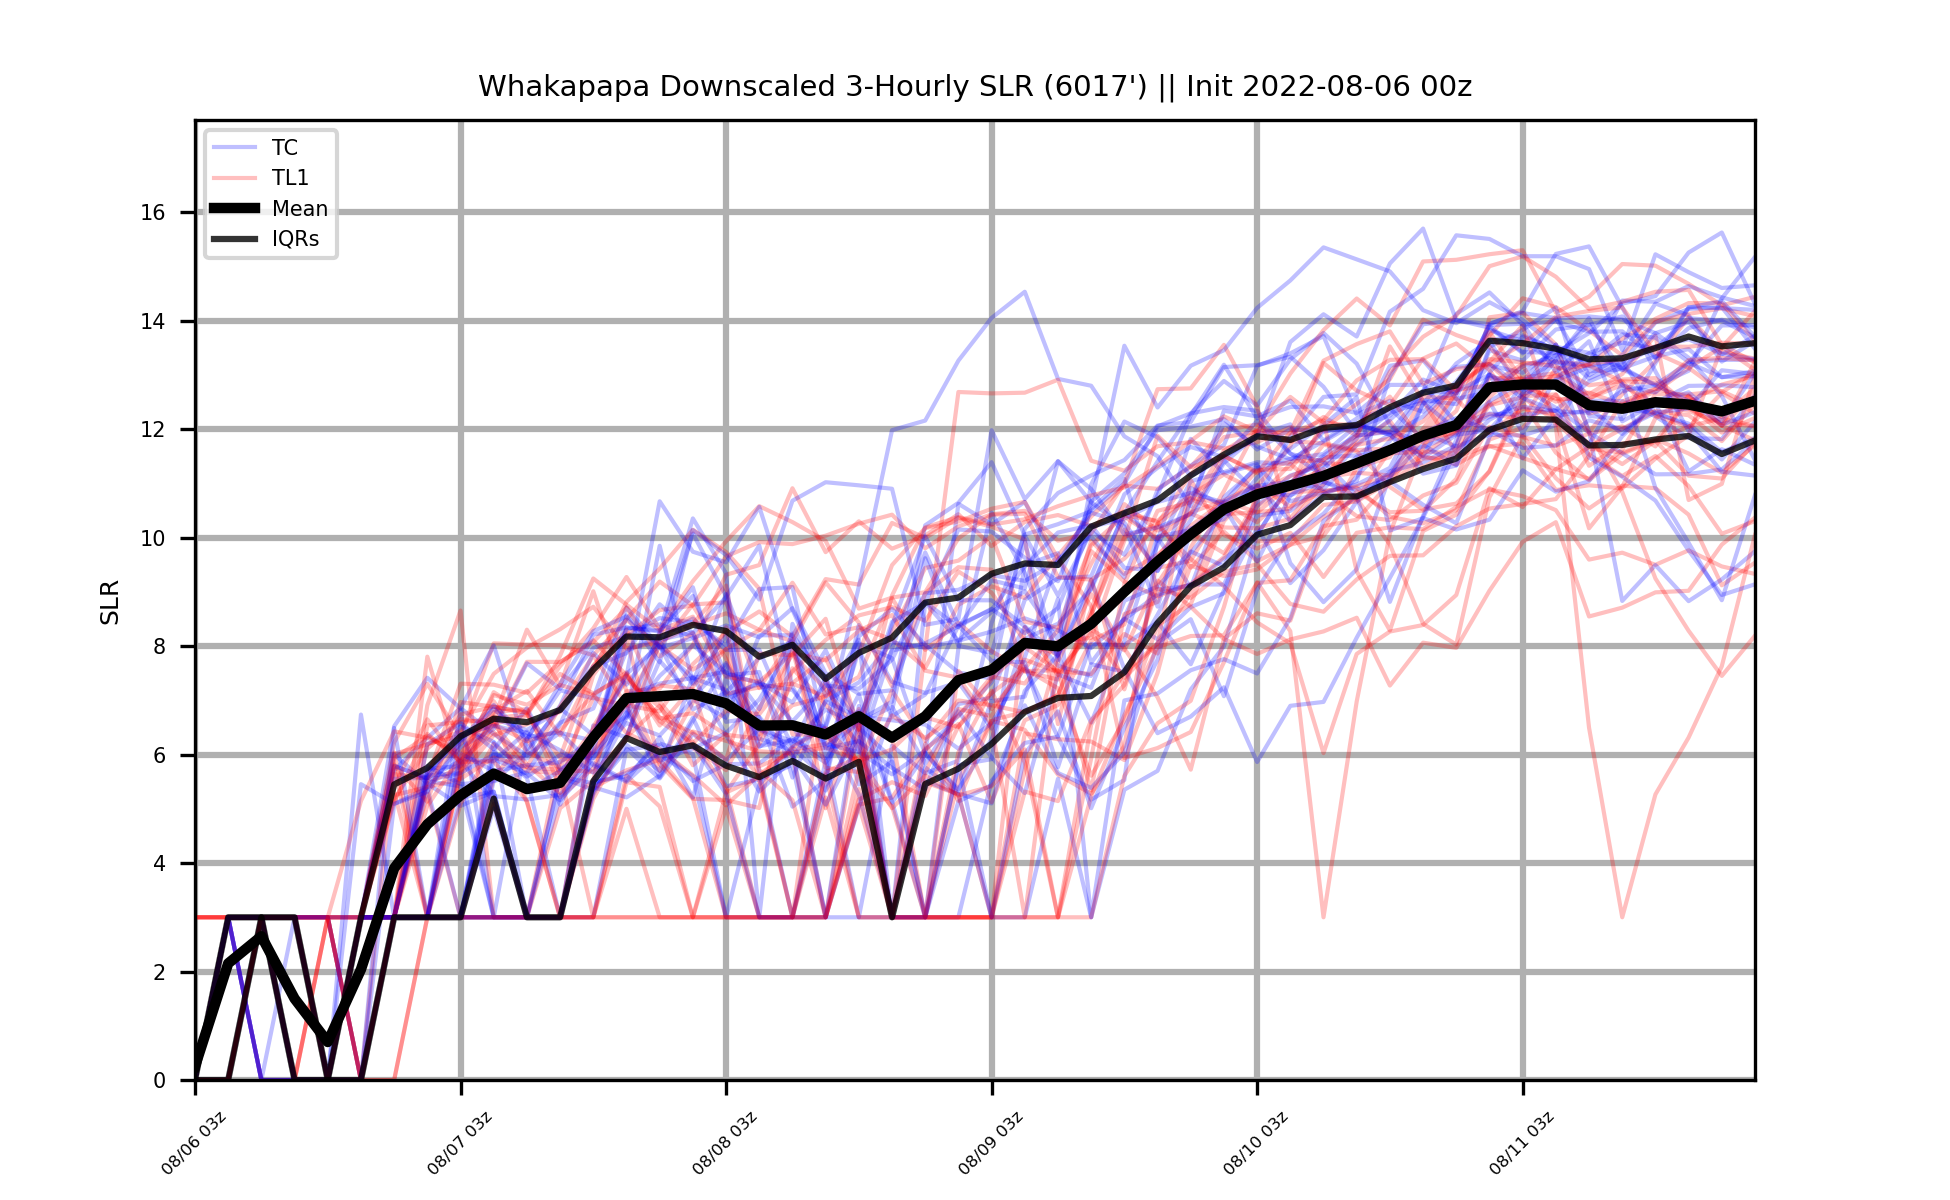 Whakapapa Downscaled 3-Hourly SLR (6017') || Init 2022-08-06 00z
TC
TL1
Mean
IQRs
SLR
16
14
12
10
8
6
4
2
0
08/06 03z
08/07 03z
08/08 03z
08/09 03z
08/10 03z
08/11 03z